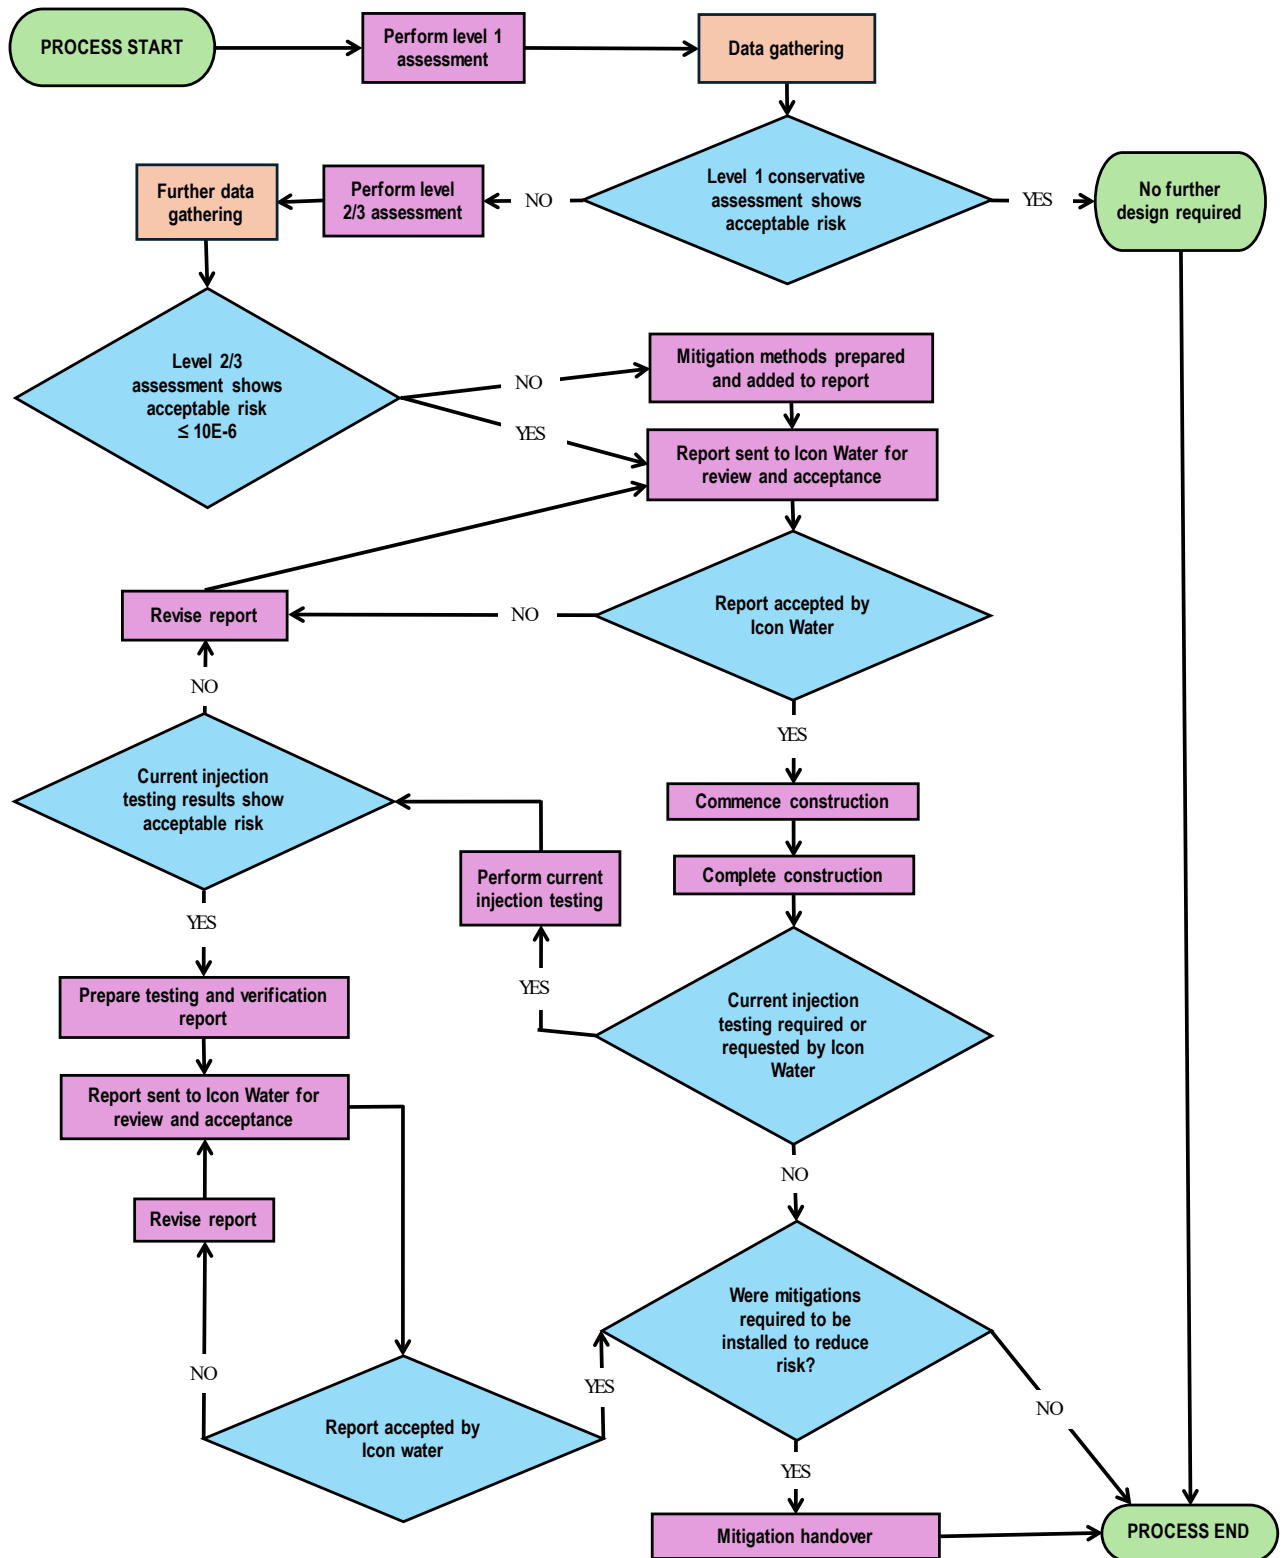 PROCESS START
Perform level 1
assessment
Data gathering
Level 1 conservative
assessment shows
acceptable risk
YES
No further
design required
NO
Perform level
2/3 assessment
Further data
gathering
Level 2/3
assessment shows
acceptable risk
≤ 10E-6
NO
Mitigation methods prepared
and added to report
YES
Report sent to Icon Water for
review and acceptance
Report accepted by
Icon Water
NO
Revise report
NO
YES
Current injection
testing results show
acceptable risk
Commence construction
Complete construction
Perform current
injection testing
YES
YES
Current injection
testing required or
requested by Icon
Water
Prepare testing and verification
report
Report sent to Icon Water for
review and acceptance
NO
Revise report
Were mitigations
required to be
installed to reduce
risk?
NO
YES
NO
Report accepted by
Icon water
YES
Mitigation handover
PROCESS END